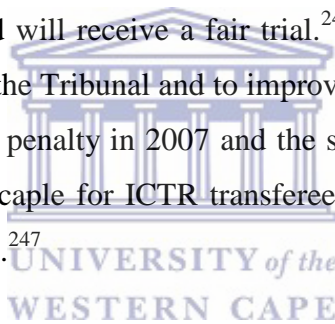 d will receive a fair trial.24
the Tribunal and to improv
penalty in 2007 and the s
caple for ICTR transferee
.247
UNIVERSITY of the
WESTERN CAPE